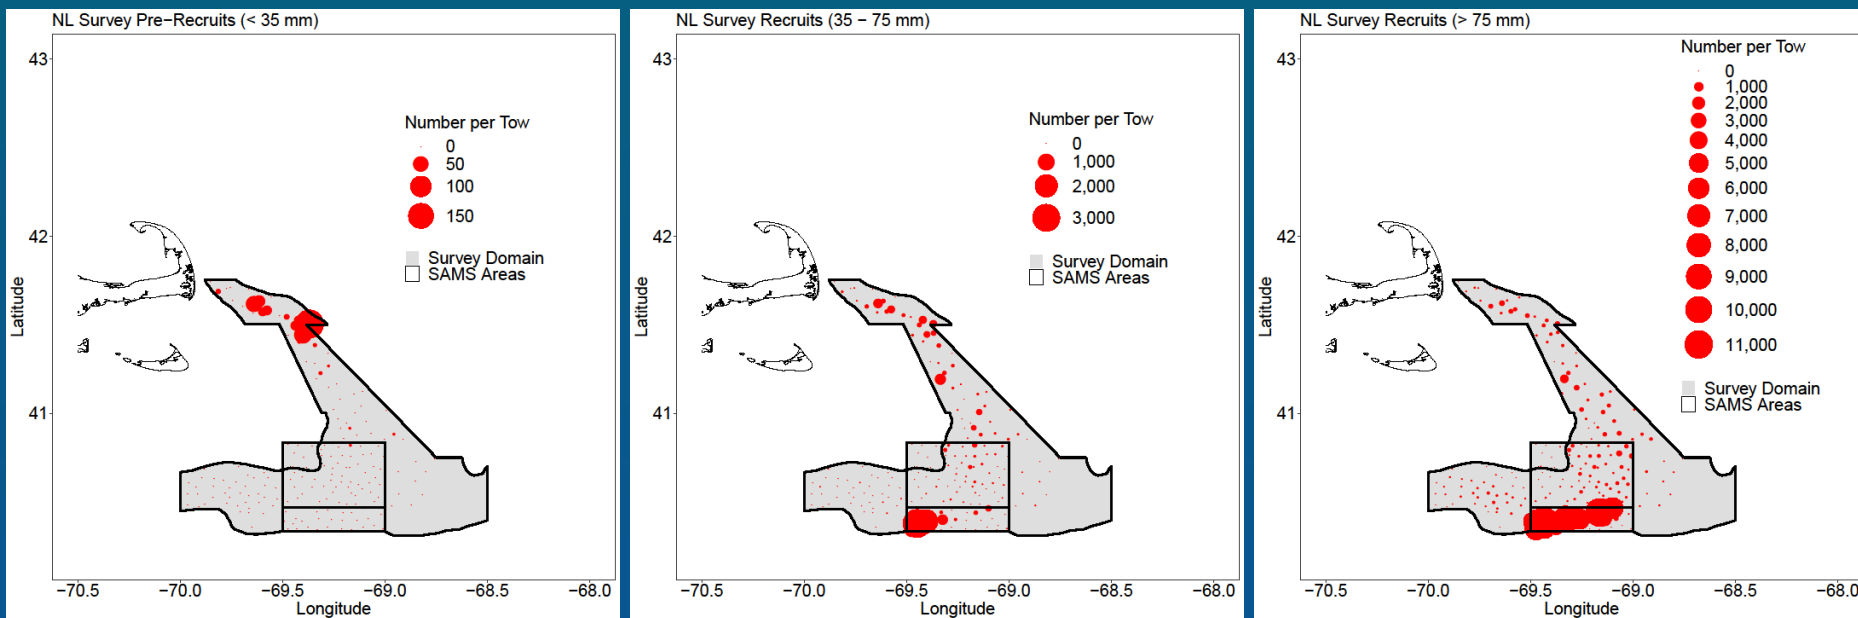 NL Survey Pre−Recruits (< 35 mm)
43
42
41
Latitude
Number per Tow
0
50
100
150
Survey Domain
SAMS Areas
−70.5 −70.0 −69.5 −69.0 −68.5 −68.0
Longitude
NL Survey Recruits (35 − 75 mm)
43
42
41
Latitude
Number per Tow
0
1,000
2,000
3,000
Survey Domain
SAMS Areas
−70.5 −70.0 −69.5 −69.0 −68.5 −68.0
Longitude
NL Survey Recruits (> 75 mm)
43
42
41
Latitude
Number per Tow
0
1,000
2,000
3,000
4,000
5,000
6,000
7,000
8,000
9,000
10,000
11,000
Survey Domain
SAMS Areas
−70.5 −70.0 −69.5 −69.0 −68.5 −68.0
Longitude